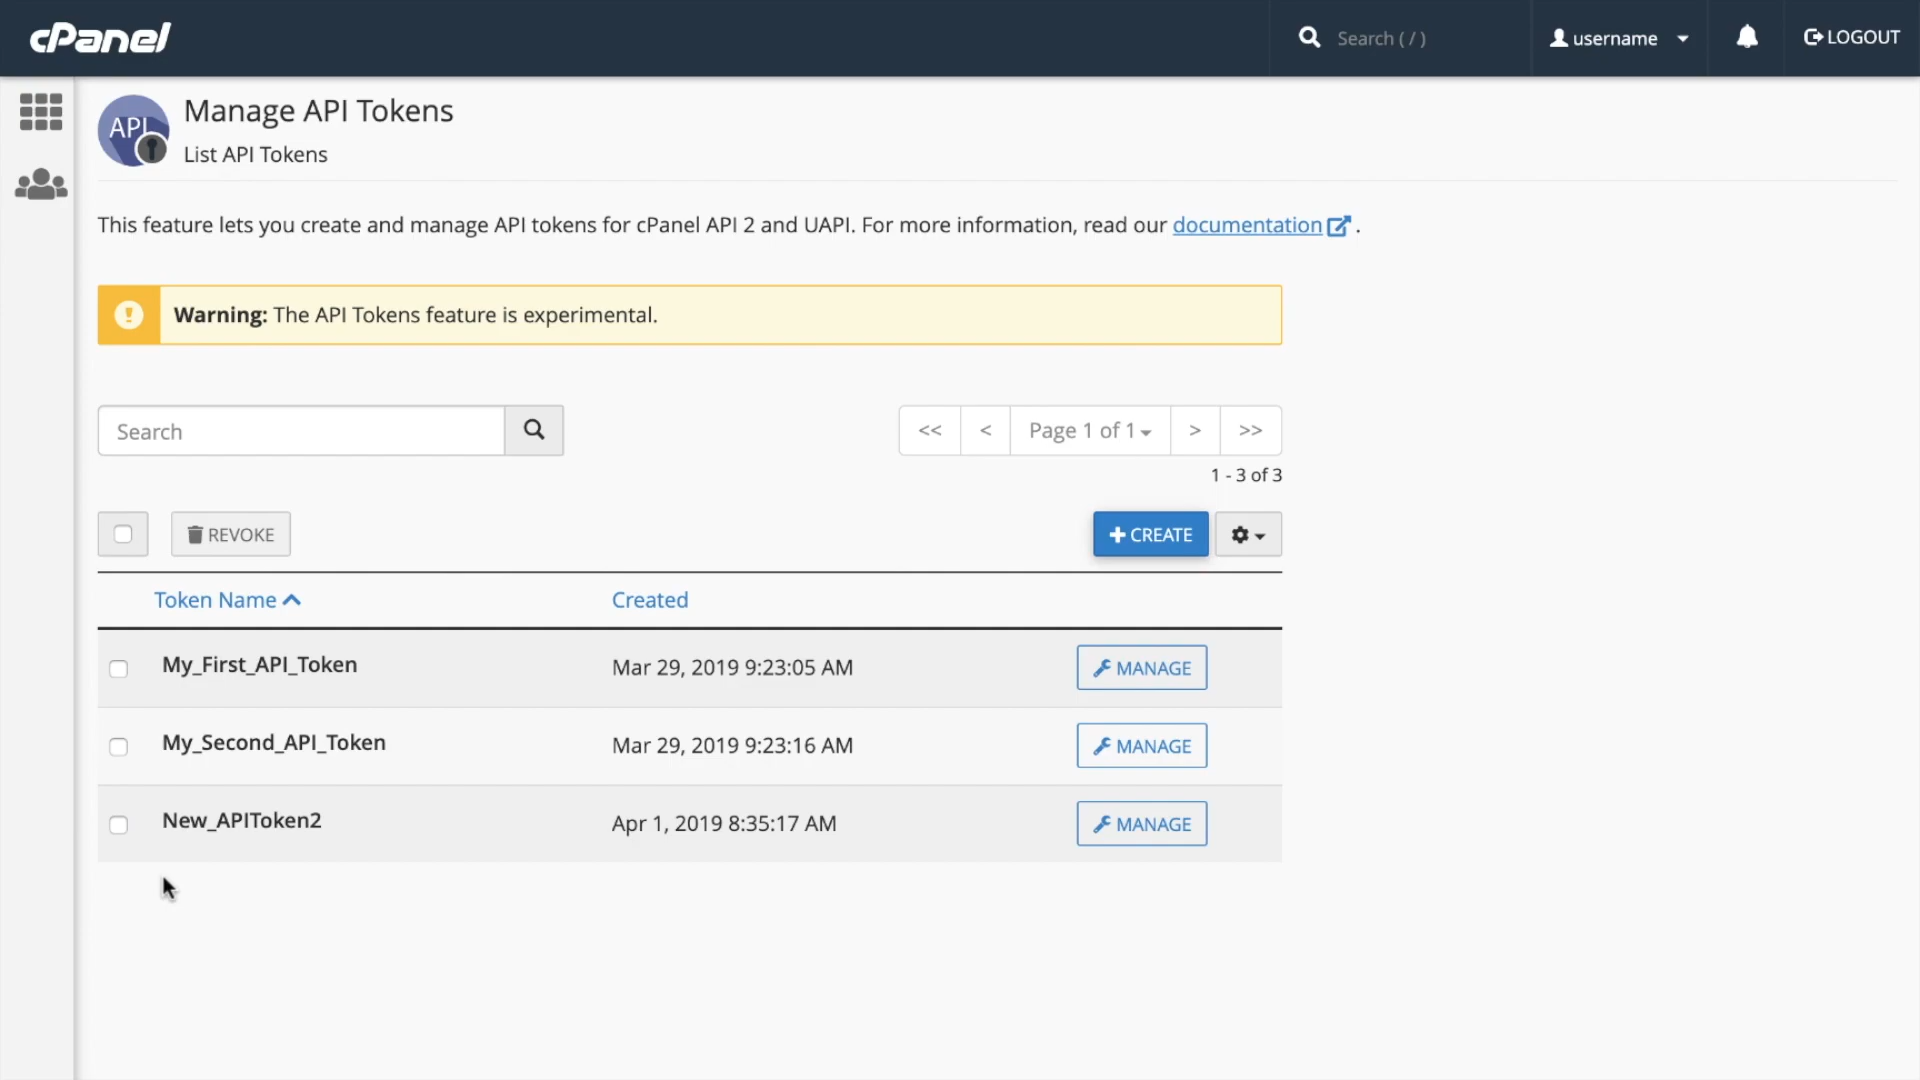 cPanel
Search ( / )
username
LOGOUT
API
Manage API Tokens
List API Tokens
This feature lets you create and manage API tokens for cPanel API 2 and UAPI. For more information, read our documentation .
Warning: The API Tokens feature is experimental.
Search
<< < Page 1 of 1 > >>
1 - 3 of 3
REVOKE
+ CREATE
Token Name Created
My_First_API_Token Mar 29, 2019 9:23:05 AM MANAGE
My_Second_API_Token Mar 29, 2019 9:23:16 AM MANAGE
New_APIToken2 Apr 1, 2019 8:35:17 AM MANAGE